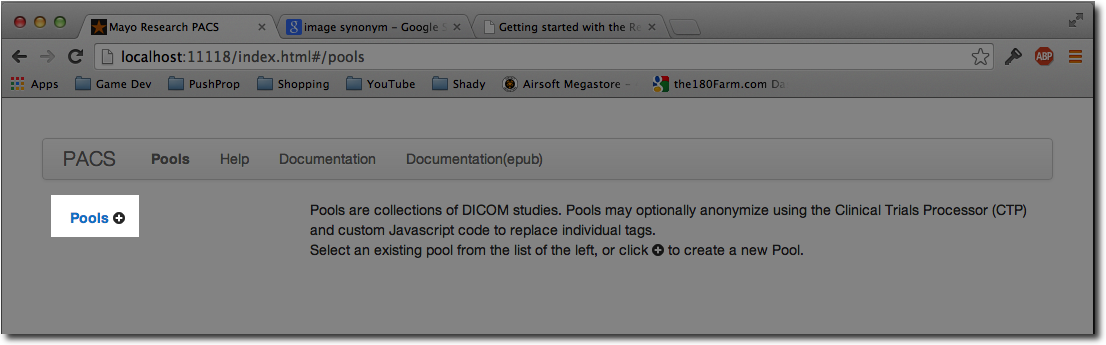 Mayo Research PACS
image synonym - Google
Getting started with the
localhost:11118/index.html#/pools
ABP
Apps Game Dev PushProp Shopping YouTube Shady Airsoft Megastore - the180Farm.com
PACS Pools Help Documentation Documentation(epub)
Pools
Pools are collections of DICOM studies. Pools may optionally anonymize using the Clinical Trials Processor (CTP)
and custom Javascript code to replace individual tags.
Select an existing pool from the list of the left, or click to create a new Pool.